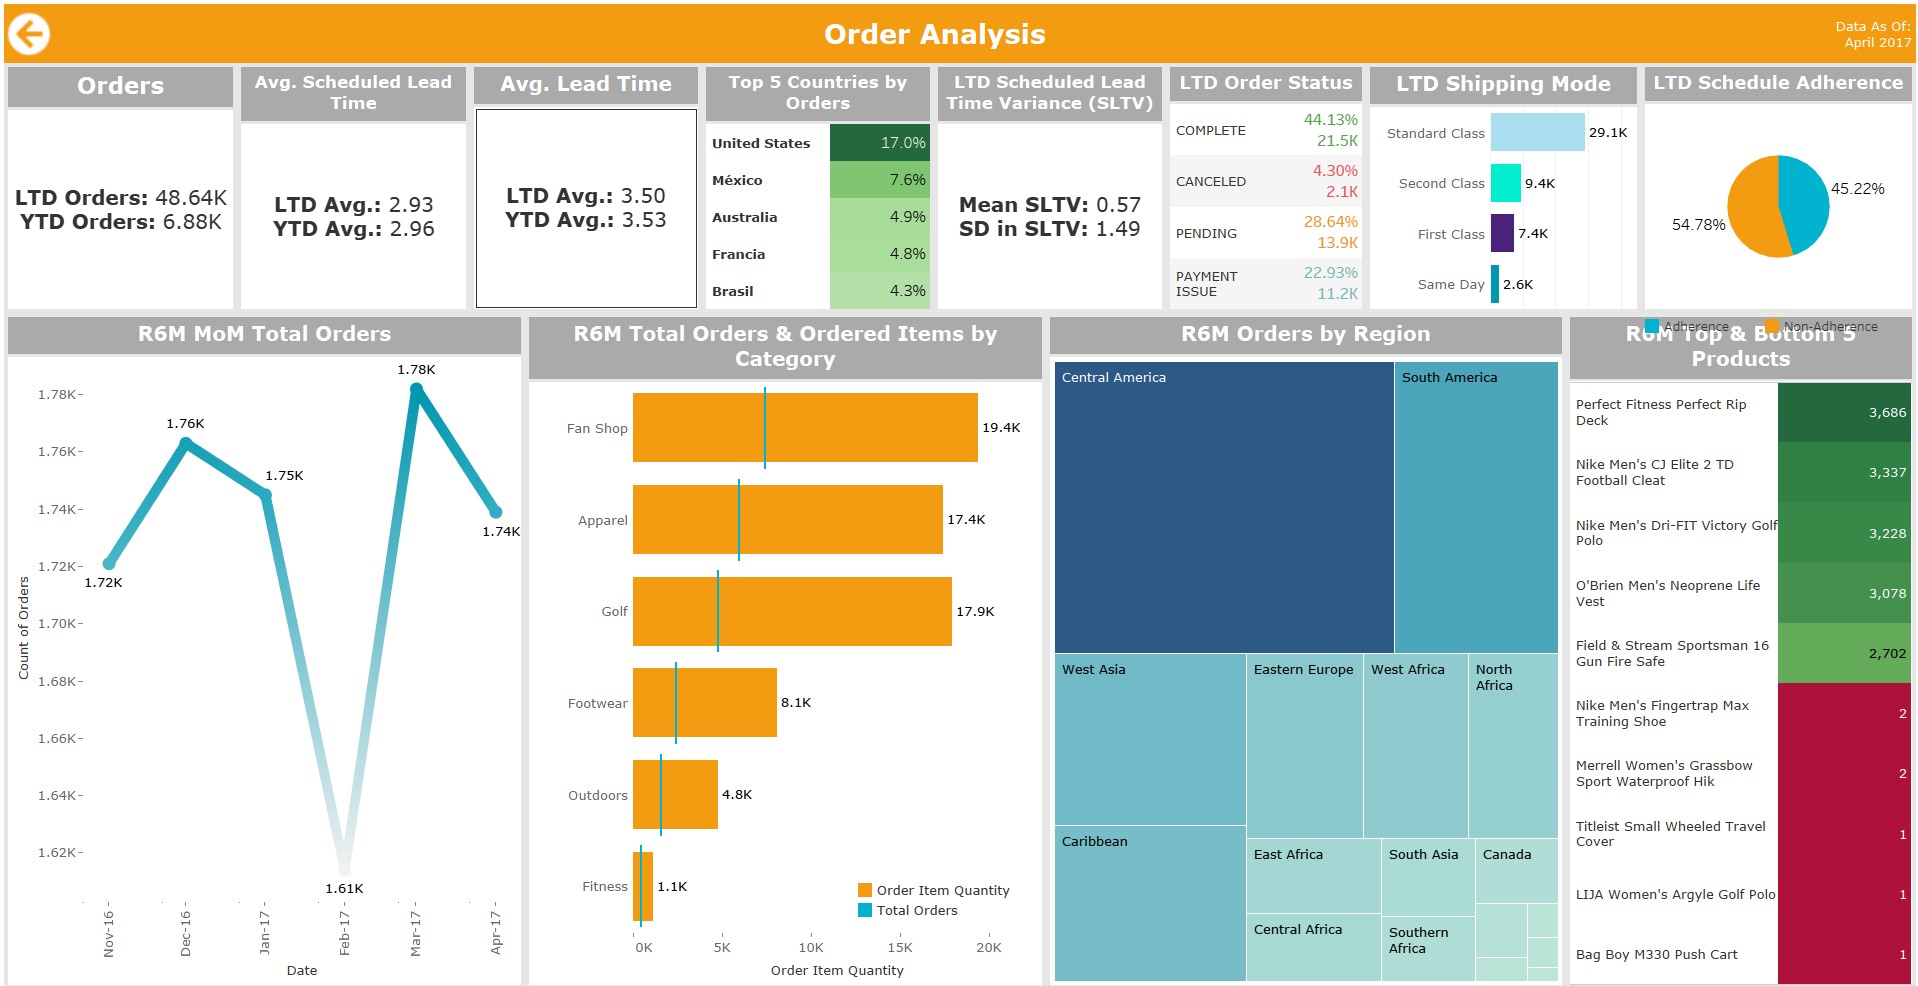 Order Analysis
Data As Of:
April 2017
Orders
LTD Orders: 48.64K
YTD Orders: 6.88K
Avg. Scheduled Lead
Time
LTD Avg.: 2.93
YTD Avg.: 2.96
Avg. Lead Time
LTD Avg.: 3.50
YTD Avg.: 3.53
Top 5 Countries by
Orders
United States 17.0%
México 7.6%
Australia 4.9%
Francia 4.8%
Brasil 4.3%
LTD Scheduled Lead
Time Variance (SLTV)
Mean SLTV: 0.57
SD in SLTV: 1.49
LTD Order Status
COMPLETE
44.13%
21.5K
CANCELED
4.30%
2.1K
PENDING
28.64%
13.9K
PAYMENT
ISSUE
22.93%
11.2K
LTD Shipping Mode
Standard Class 29.1K
Second Class 9.4K
First Class 7.4K
Same Day 2.6K
LTD Schedule Adherence
45.22%
54.78%
Adherence
Non-Adherence
R6M MoM Total Orders
Count of Orders
1.78K
1.76K
1.74K
1.72K
1.70K
1.68K
1.66K
1.64K
1.62K
1.72K
1.76K
1.75K
1.61K
1.78K
1.74K
Nov-16
Dec-16
Jan-17
Feb-17
Mar-17
Apr-17
Date
R6M Total Orders & Ordered Items by
Category
Fan Shop 19.4K
Apparel 17.4K
Golf 17.9K
Footwear 8.1K
Outdoors 4.8K
Fitness 1.1K
Order Item Quantity
Total Orders
0K 5K 10K 15K 20K
Order Item Quantity
R6M Orders by Region
Central America
South America
West Asia
Eastern Europe
West Africa
North
Africa
Caribbean
East Africa
South Asia
Canada
Central Africa
Southern
Africa
R6M Top & Bottom 5
Products
Perfect Fitness Perfect Rip
Deck
3,686
Nike Men's CJ Elite 2 TD
Football Cleat
3,337
Nike Men's Dri-FIT Victory Golf
Polo
3,228
O'Brien Men's Neoprene Life
Vest
3,078
Field & Stream Sportsman 16
Gun Fire Safe
2,702
Nike Men's Fingertrap Max
Training Shoe
2
Merrell Women's Grassbow
Sport Waterproof Hik
2
Titleist Small Wheeled Travel
Cover
1
LIJA Women's Argyle Golf Polo 1
Bag Boy M330 Push Cart 1